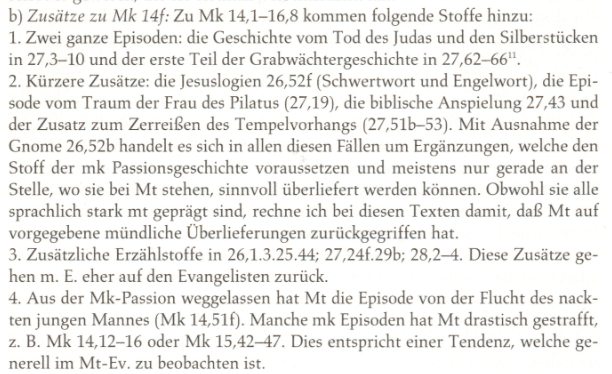 b) Zusätze zu Mk 14f: Zu Mk 14,1–16,8 kommen folgende Stoffe hinzu:
1. Zwei ganze Episoden: die Geschichte vom Tod des Judas und den Silberstücken
in 27,3–10 und der erste Teil der Grabwächtergeschichte in 27,62–66¹¹.
2. Kürzere Zusätze: die Jesuslogien 26,52f (Schwertwort und Engelwort), die Epi-
sode vom Traum der Frau des Pilatus (27,19), die biblische Anspielung 27,43 und
der Zusatz zum Zerreißen des Tempelvorhangs (27,51b–53). Mit Ausnahme der
Gnome 26,52b handelt es sich in allen diesen Fällen um Ergänzungen, welche den
Stoff der mk Passionsgeschichte voraussetzen und meistens nur gerade an der
Stelle, wo sie bei Mt stehen, sinnvoll überliefert werden können. Obwohl sie alle
sprachlich stark mt geprägt sind, rechne ich bei diesen Texten damit, daß Mt auf
vorgegebene mündliche Überlieferungen zurückgegriffen hat.
3. Zusätzliche Erzählstoffe in 26,1.3.25.44; 27,24f.29b; 28,2–4. Diese Zusätze ge-
hen m. E. eher auf den Evangelisten zurück.
4. Aus der Mk-Passion weggelassen hat Mt die Episode von der Flucht des nack-
ten jungen Mannes (Mk 14,51f). Manche mk Episoden hat Mt drastisch gestrafft,
z. B. Mk 14,12–16 oder Mk 15,42–47. Dies entspricht einer Tendenz, welche ge-
nerell im Mt-Ev. zu beobachten ist.